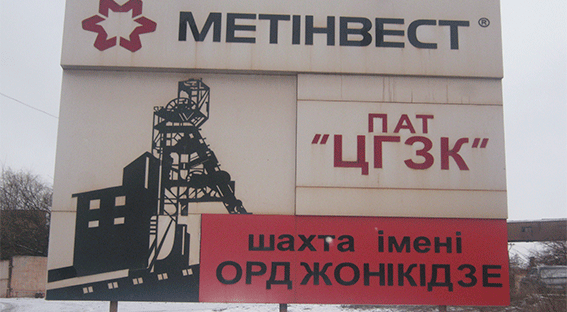 МЕТІНВЕСТ®
ПАТ
"ЦГЗК"
шахта імені
ОРДЖОНІКІДЗЕ